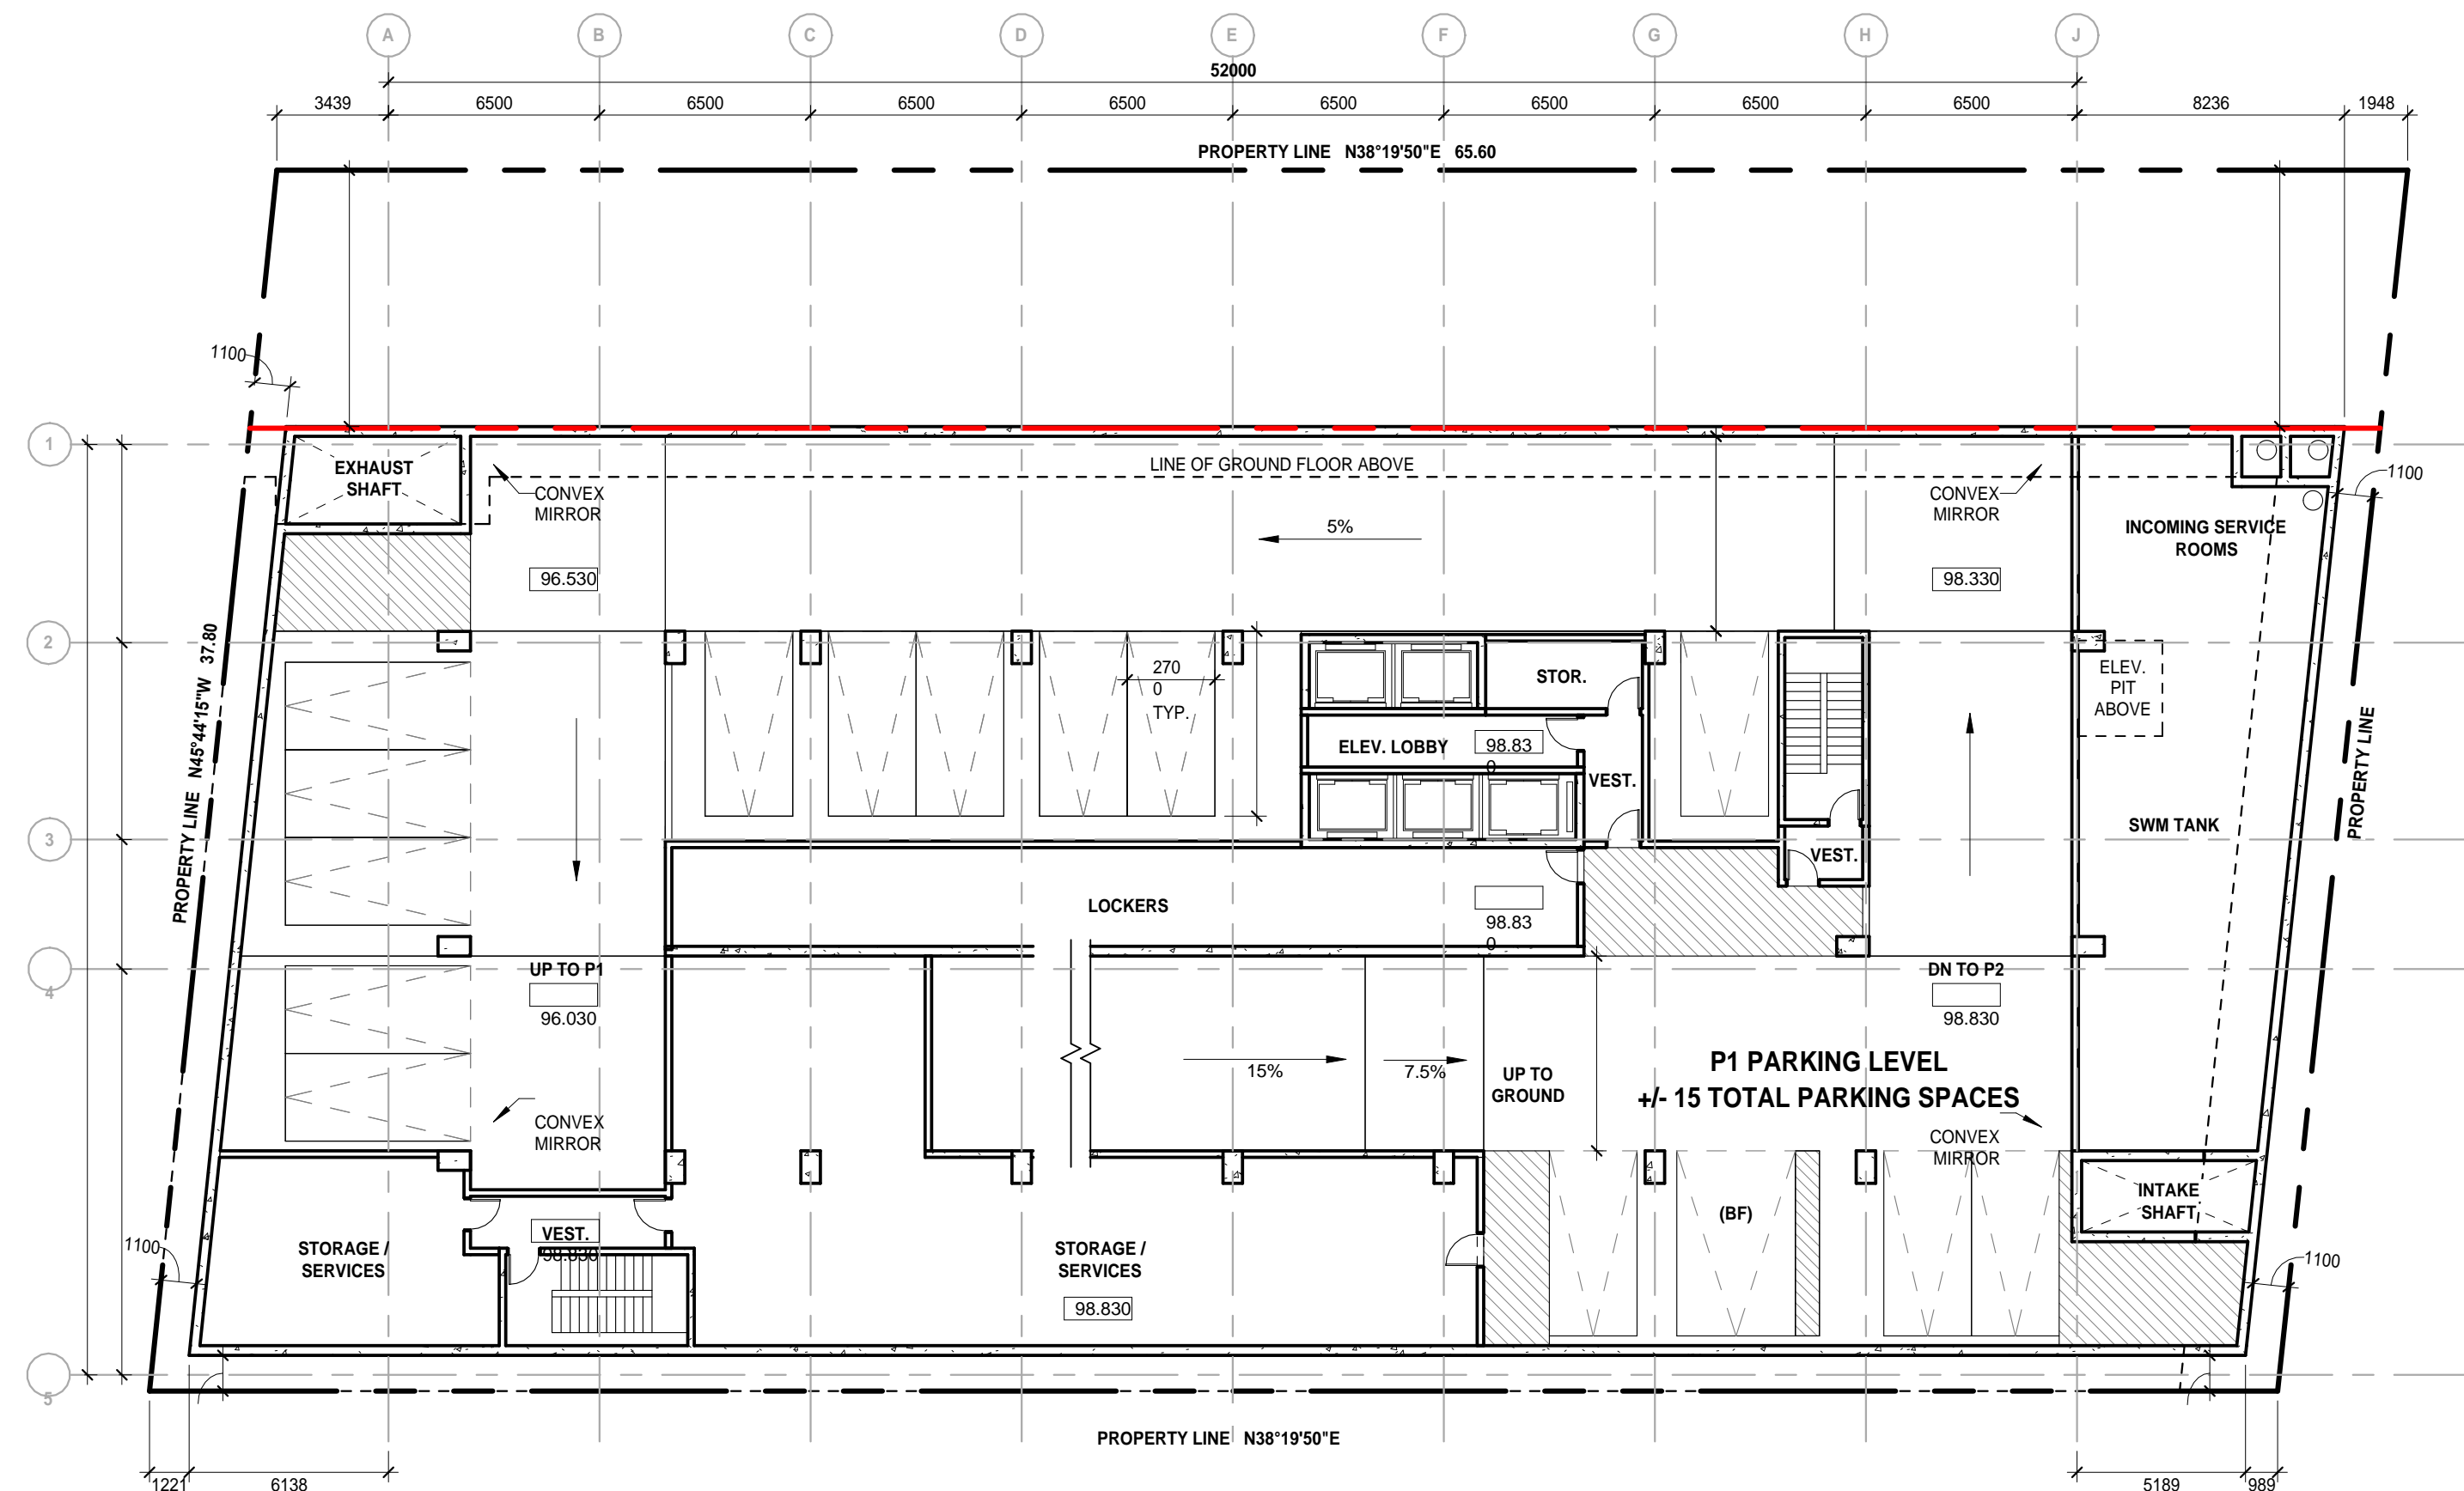 A B C D E F G H J
52000
3439 6500 6500 6500 6500 6500 6500 6500 6500 8236 1948
PROPERTY LINE N38°19'50"E 65.60
1100
1
EXHAUST
SHAFT
CONVEX
MIRROR
LINE OF GROUND FLOOR ABOVE
CONVEX
MIRROR
1100
5%
INCOMING SERVICE
ROOMS
96.530
98.330
2
PROPERTY LINE N45°44'15"W 37.80
270
0
TYP.
STOR.
ELEV.
PIT
ABOVE
ELEV. LOBBY
98.83
0
VEST.
PROPERTY LINE
3
SWM TANK
VEST.
LOCKERS
98.83
0
4
UP TO P1
96.030
DN TO P2
98.830
15%
7.5%
UP TO
GROUND
P1 PARKING LEVEL
+/- 15 TOTAL PARKING SPACES
CONVEX
MIRROR
CONVEX
MIRROR
INTAKE
SHAFT
(BF)
1100
STORAGE /
SERVICES
VEST.
98.830
STORAGE /
SERVICES
98.830
1100
5
PROPERTY LINE N38°19'50"E
1221 6138 5189 989